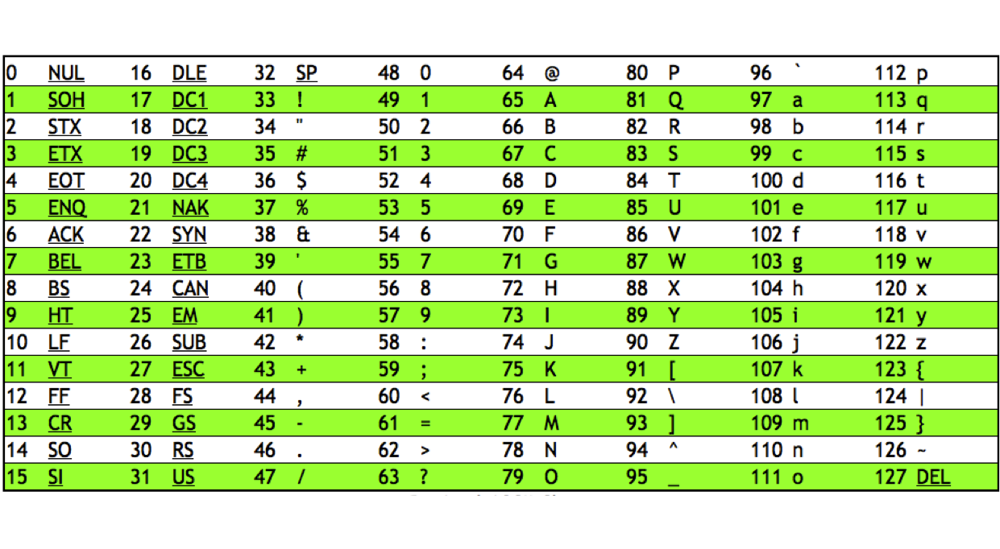 0 NUL 16 DLE 32 SP 48 0 64 @ 80 P 96 ` 112 p
1 SOH 17 DC1 33 ! 49 1 65 A 81 Q 97 a 113 q
2 STX 18 DC2 34 " 50 2 66 B 82 R 98 b 114 r
3 ETX 19 DC3 35 # 51 3 67 C 83 S 99 c 115 s
4 EOT 20 DC4 36 $ 52 4 68 D 84 T 100 d 116 t
5 ENQ 21 NAK 37 % 53 5 69 E 85 U 101 e 117 u
6 ACK 22 SYN 38 & 54 6 70 F 86 V 102 f 118 v
7 BEL 23 ETB 39 ' 55 7 71 G 87 W 103 g 119 w
8 BS 24 CAN 40 ( 56 8 72 H 88 X 104 h 120 x
9 HT 25 EM 41 ) 57 9 73 I 89 Y 105 i 121 y
10 LF 26 SUB 42 * 58 : 74 J 90 Z 106 j 122 z
11 VT 27 ESC 43 + 59 ; 75 K 91 [ 107 k 123 {
12 FF 28 FS 44 , 60 < 76 L 92 \ 108 l 124 |
13 CR 29 GS 45 - 61 = 77 M 93 ] 109 m 125 }
14 SO 30 RS 46 . 62 > 78 N 94 ^ 110 n 126 ~
15 SI 31 US 47 / 63 ? 79 O 95 _ 111 o 127 DEL